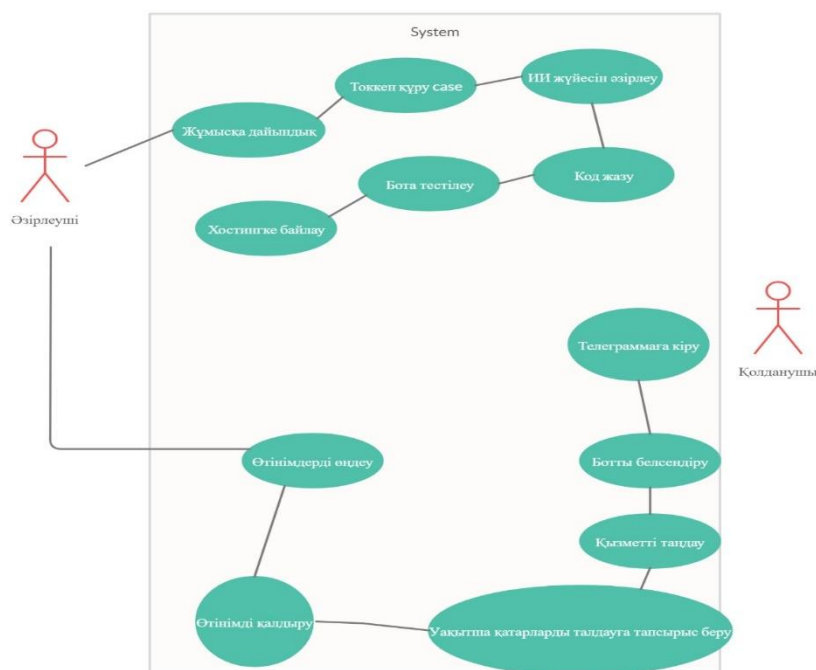 System
Токкеп құру case
ИИ жүйесін әзірлеу
Жұмысқа дайындық
Бота тестілеу
Код жазу
Әзірлеуші
Хостингке байлау
Телеграммаға кіру
Қолданушы
Өтінімдерді өңдеу
Ботты белсендіру
Қызметті таңдау
Өтінімді қалдыру
Уақытша қатарларды талдауға тапсырыс беру